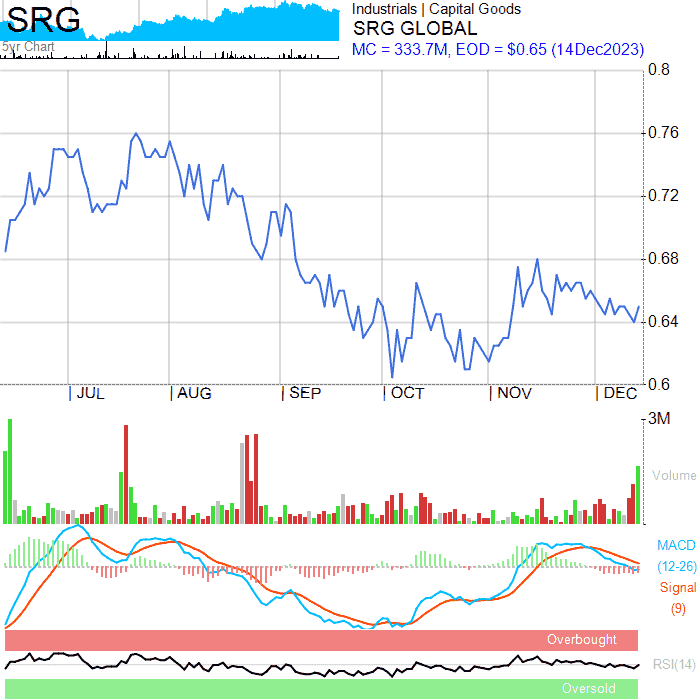 SRG
5yr Chart
Industrials | Capital Goods
SRG GLOBAL
MC = 333.7M, EOD = $0.65 (14Dec2023)
0.8
0.76
0.72
0.68
0.64
0.6
| JUL | AUG | SEP | OCT | NOV | DEC
3M
Volume
MACD
(12-26)
Signal
(9)
Overbought
RSI(14)
Oversold